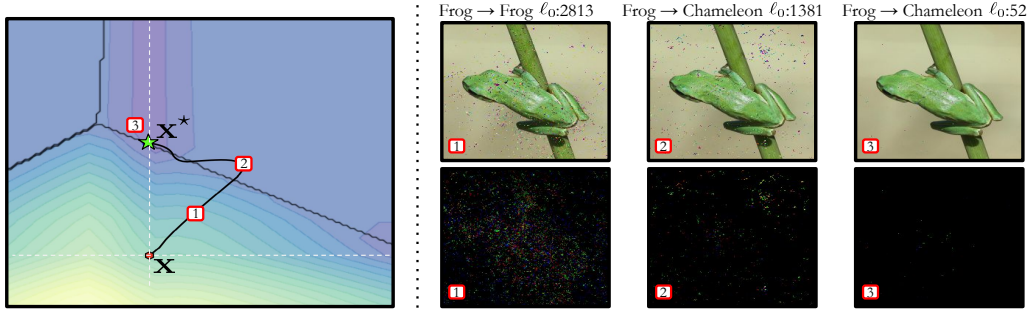 Frog → Frog ℓ₀:2813
Frog → Chameleon ℓ₀:1381
Frog → Chameleon ℓ₀:52
3
x★
2
1
x
1
2
3
1
2
3